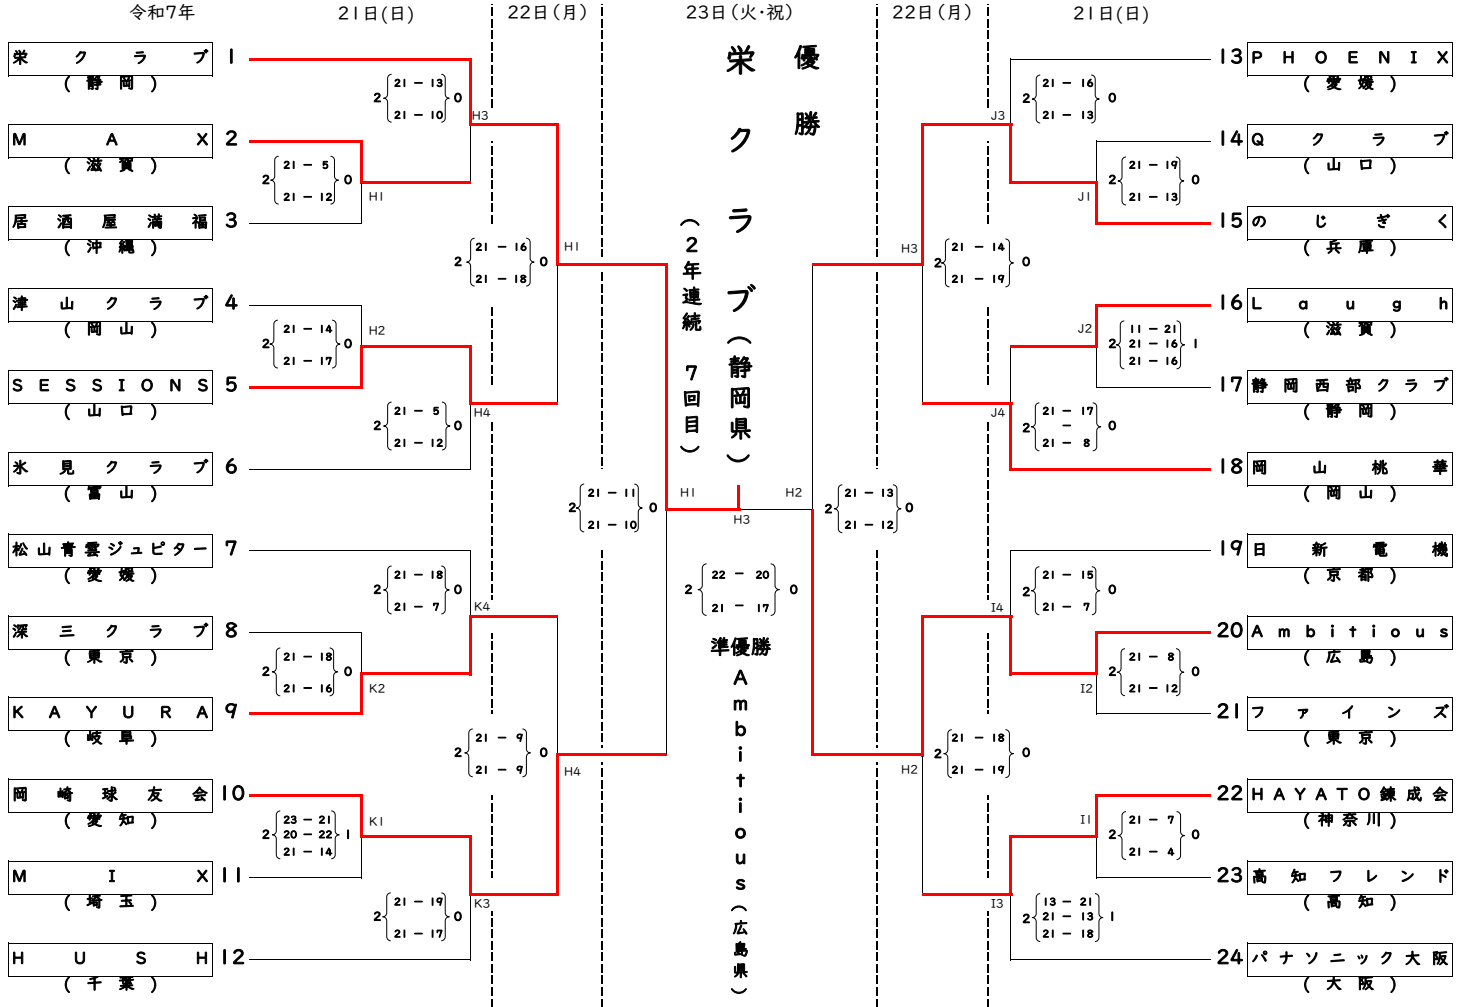 令和7年 21日(日) 22日(月) 23日(火・祝) 22日(月) 21日(日)
栄クラブ 1
(静岡)
MAX 2
(滋賀)
居酒屋満福 3
(沖縄)
津山クラブ 4
(岡山)
SESSIONS 5
(山口)
氷見クラブ 6
(富山)
松山青雲ジュピター 7
(愛媛)
深三クラブ 8
(東京)
KAYURA 9
(岐阜)
岡崎球友会 10
(愛知)
MIX 11
(埼玉)
HUSH 12
(千葉)
2 21 - 13 0
21 - 10
H3
2 21 - 5 0
21 - 12
H1
2 21 - 14 0
21 - 17
H2
2 21 - 5 0
21 - 12
H4
2 21 - 18 0
21 - 7
K4
2 21 - 18 0
21 - 16
K2
2 23 - 21 1
20 - 22
21 - 14
K1
2 21 - 19 0
21 - 17
K3
2 21 - 16 0
21 - 18
H1
2 21 - 9 0
21 - 9
H4
2 21 - 11 0
21 - 10
H1
優勝
栄クラブ(静岡県)
(2年連続 7回目)
H3
2 22 - 20 0
21 - 17
準優勝
Ambitious(広島県)
H2
2 21 - 13 0
21 - 12
H3
2 21 - 14 0
21 - 19
H2
2 21 - 18 0
21 - 19
J3
2 21 - 16 0
21 - 13
J1
2 21 - 19 0
21 - 13
J2
2 11 - 21 1
21 - 16
21 - 16
J4
2 21 - 17 0
-
21 - 8
I4
2 21 - 15 0
21 - 7
I2
2 21 - 8 0
21 - 12
I1
2 21 - 7 0
21 - 4
I3
2 13 - 21 1
21 - 13
21 - 18
13 PHOENIX
(愛媛)
14 Qクラブ
(山口)
15 のじぎく
(兵庫)
16 Laugh
(滋賀)
17 静岡西部クラブ
(静岡)
18 岡山桃華
(岡山)
19 日新電機
(京都)
20 Ambitious
(広島)
21 ファインズ
(東京)
22 HAYATO錬成会
(神奈川)
23 高知フレンド
(高知)
24 パナソニック大阪
(大阪)